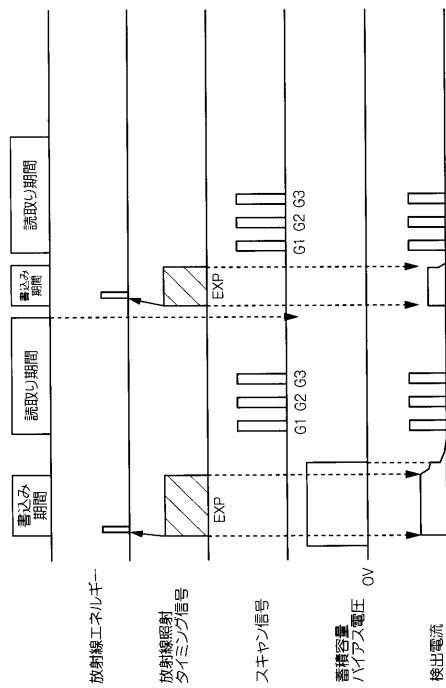 書込み
期間
読取り期間
書込み
期間
読取り期間
放射線エネルギー
放射線照射
タイミング信号
EXP
EXP
スキャン信号
G1 G2 G3
G1 G2 G3
蓄積容量
バイアス電圧
0V
検出電流